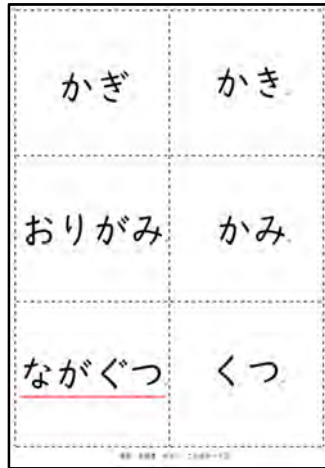 かぎ かき
おりがみ かみ
ながぐつ くつ